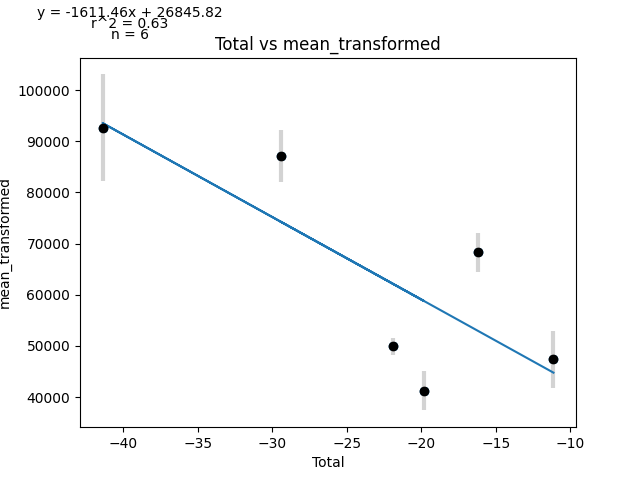 y = -1611.46x + 26845.82
r^2 = 0.63
n = 6
Total vs mean_transformed
100000
90000
80000
70000
60000
50000
40000
mean_transformed
−40
−35
−30
−25
−20
−15
−10
Total